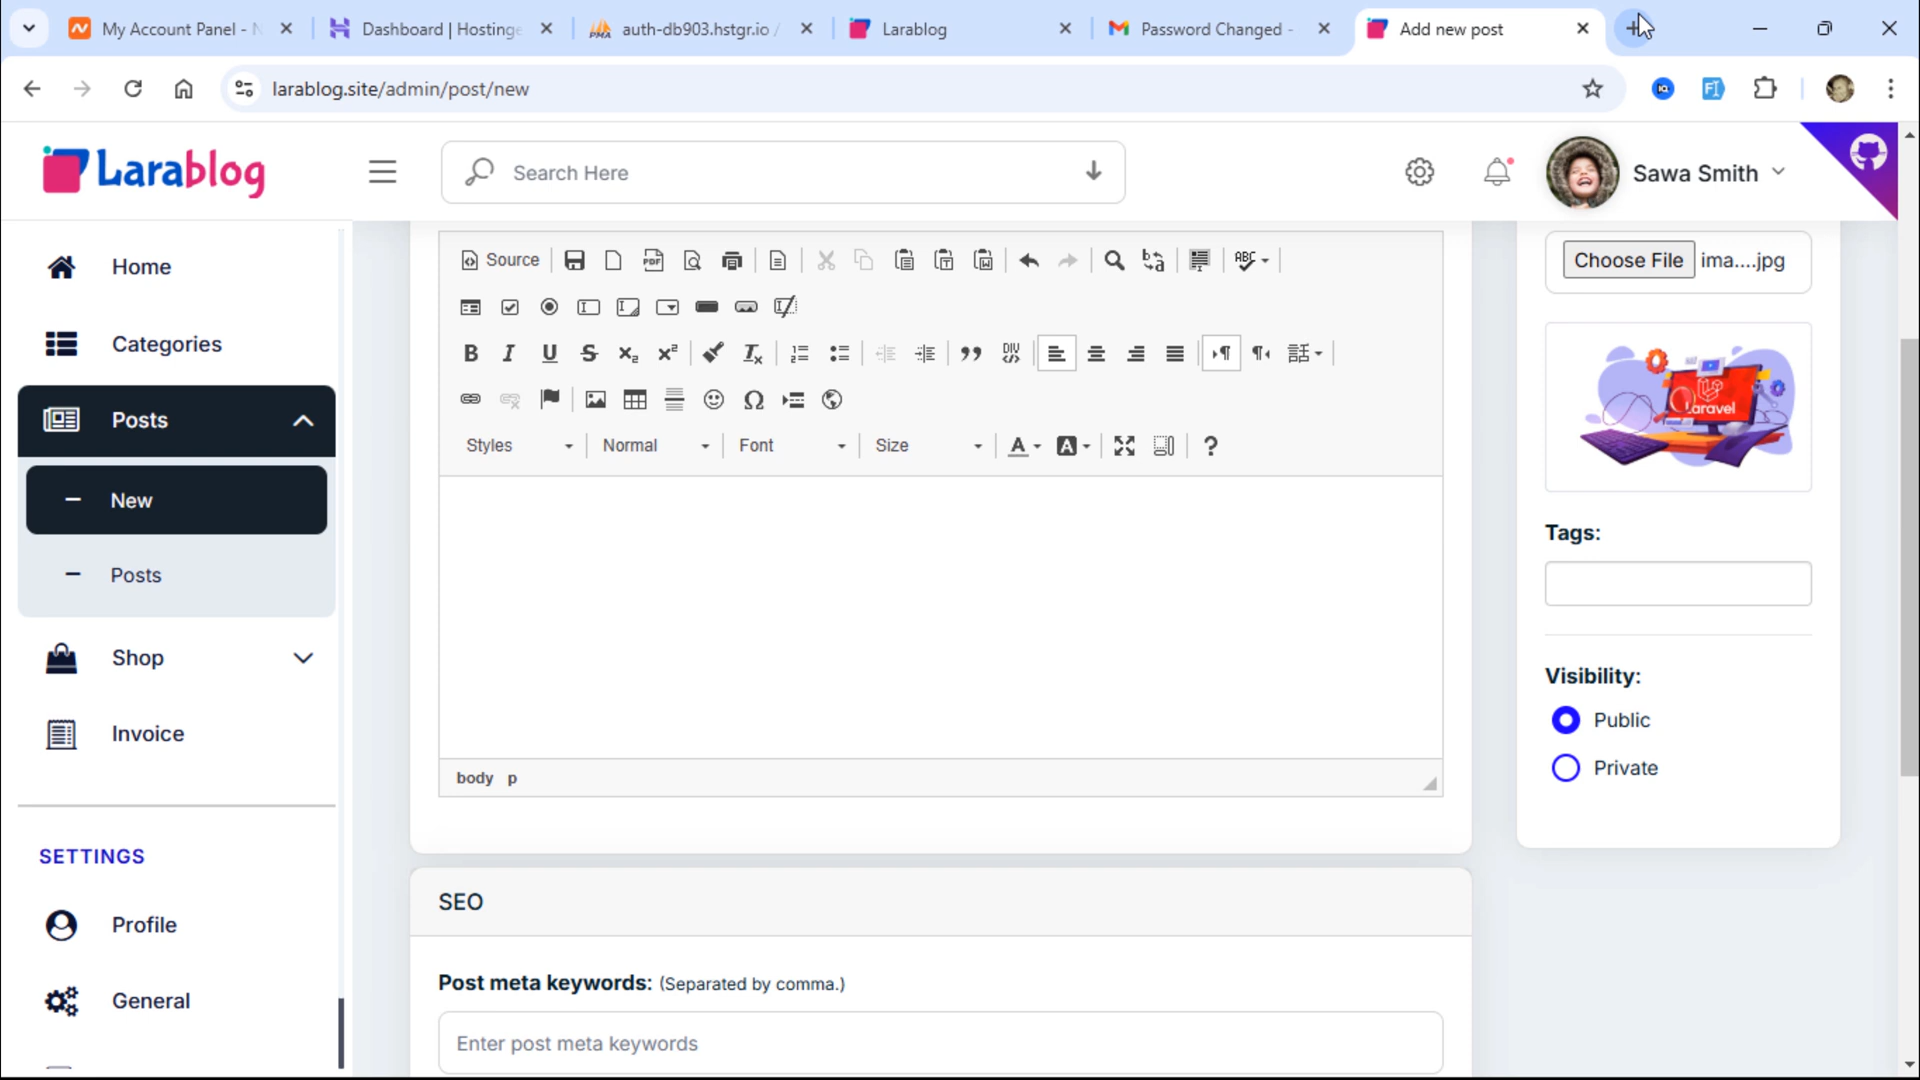 My Account Panel - N
Dashboard | Hostinge
auth-db903.hstgr.io /
Larablog
Password Changed -
Add new post
larablog.site/admin/post/new
Larablog
Search Here
Sawa Smith
Home
Categories
Posts
New
Posts
Shop
Invoice
SETTINGS
Profile
General
Source
Styles
Normal
Font
Size
body p
SEO
Post meta keywords: (Separated by comma.)
Enter post meta keywords
Choose File ima....jpg
Laravel
Tags:
Visibility:
Public
Private